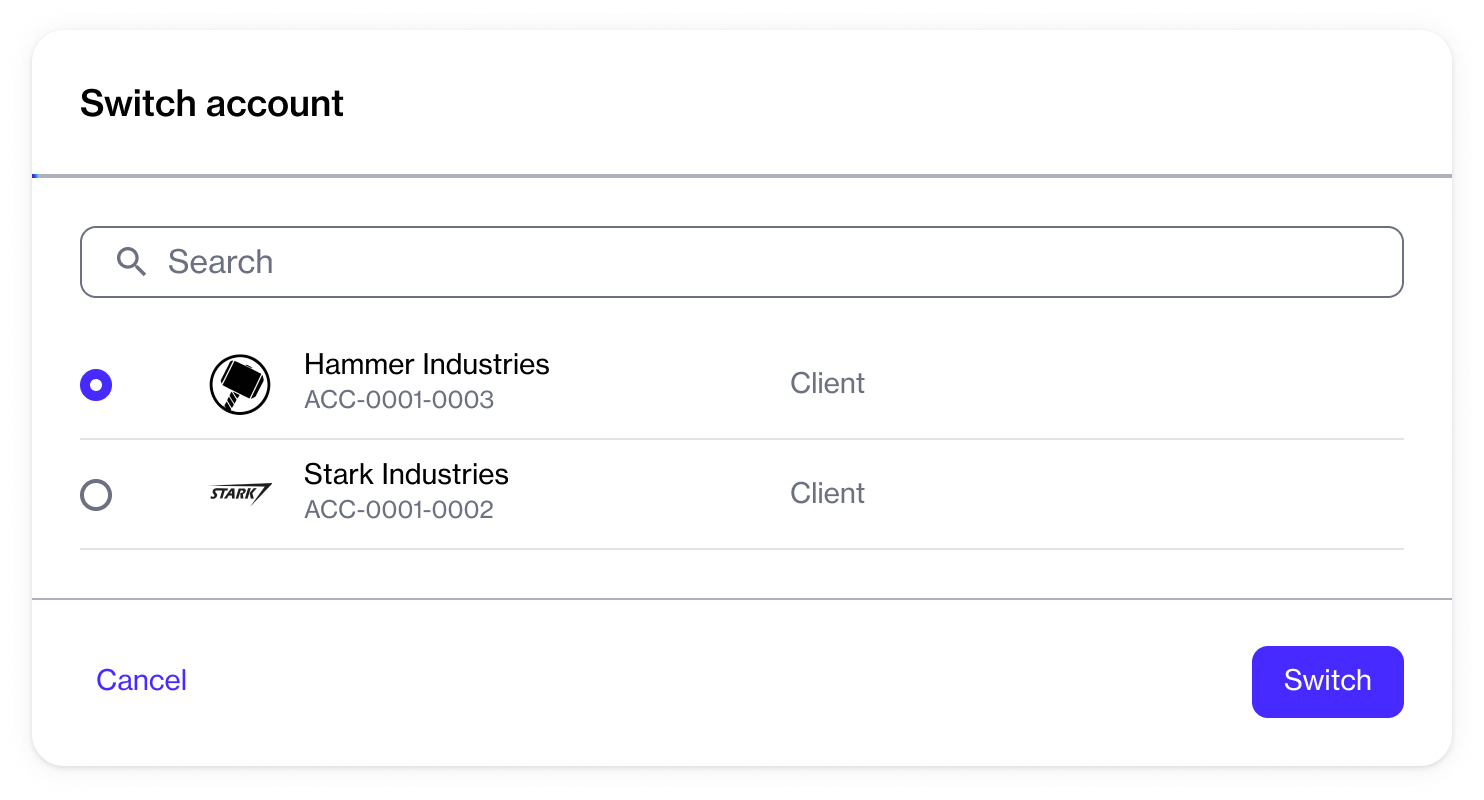 Switch account
Search
Hammer Industries
ACC-0001-0003
Client
STARK
Stark Industries
ACC-0001-0002
Client
Cancel
Switch